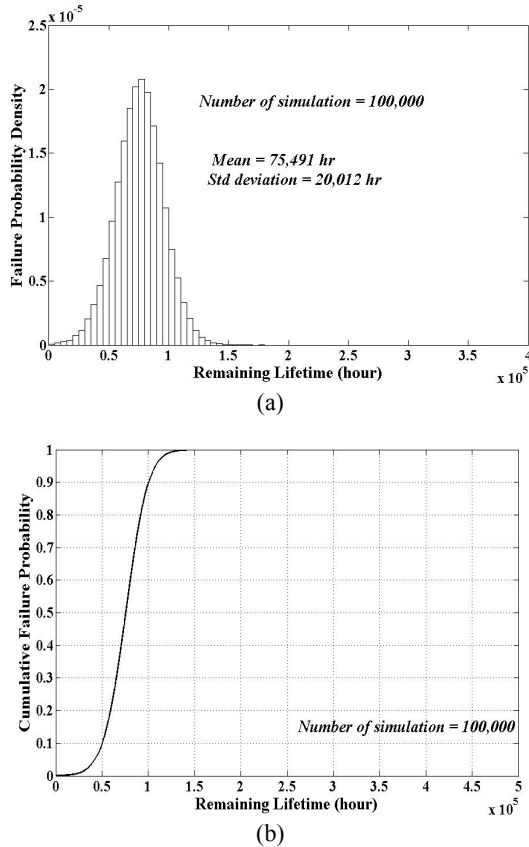 x 10^-5
2.5
2
1.5
1
0.5
0
Failure Probability Density
Number of simulation = 100,000
Mean = 75,491 hr
Std deviation = 20,012 hr
0 0.5 1 1.5 2 2.5 3 3.5 4
Remaining Lifetime (hour)
x 10^5
(a)
1
0.9
0.8
0.7
0.6
0.5
0.4
0.3
0.2
0.1
0
Cumulative Failure Probability
Number of simulation = 100,000
0 0.5 1 1.5 2 2.5 3 3.5 4 4.5 5
Remaining Lifetime (hour)
x 10^5
(b)